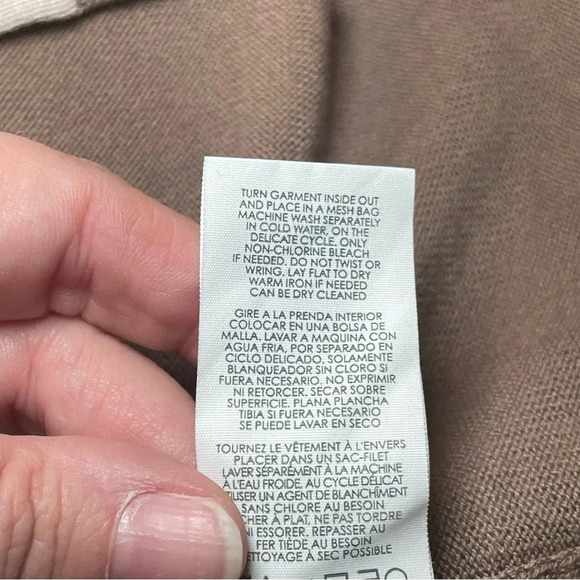 TURN GARMENT INSIDE OUT
AND PLACE IN A MESH BAG
MACHINE WASH SEPARATELY
IN COLD WATER, ON THE
DELICATE CYCLE. ONLY
NON-CHLORINE BLEACH
IF NEEDED. DO NOT TWIST OR
WRING. LAY FLAT TO DRY
WARM IRON IF NEEDED
CAN BE DRY CLEANED
GIRE A LA PRENDA INTERIOR
COLOCAR EN UNA BOLSA DE
MALLA. LAVAR A MAQUINA CON
AGUA FRIA, POR SEPARADO EN
CICLO DELICADO. SOLAMENTE
BLANQUEADOR SIN CLORO SI
FUERA NECESARIO. NO EXPRIMIR
NI RETORCER. SECAR SOBRE
SUPERFICIE. PLANA PLANCHA
TIBIA SI FUERA NECESARIO
SE PUEDE LAVAR EN SECO
TOURNEZ LE VÊTEMENT À L'ENVERS
PLACER DANS UN SAC-FILET
LAVER SÉPARÉMENT À LA MACHINE
À L'EAU FROIDE. AU CYCLE DÉLICAT
UN AGENT DE BLANCHIMENT
SANS CHLORE AU BESOIN
À PLAT, NE PAS TORDRE
NI ESSORER. REPASSER AU
FER TIÈDE AU BESOIN
À SEC POSSIBLE